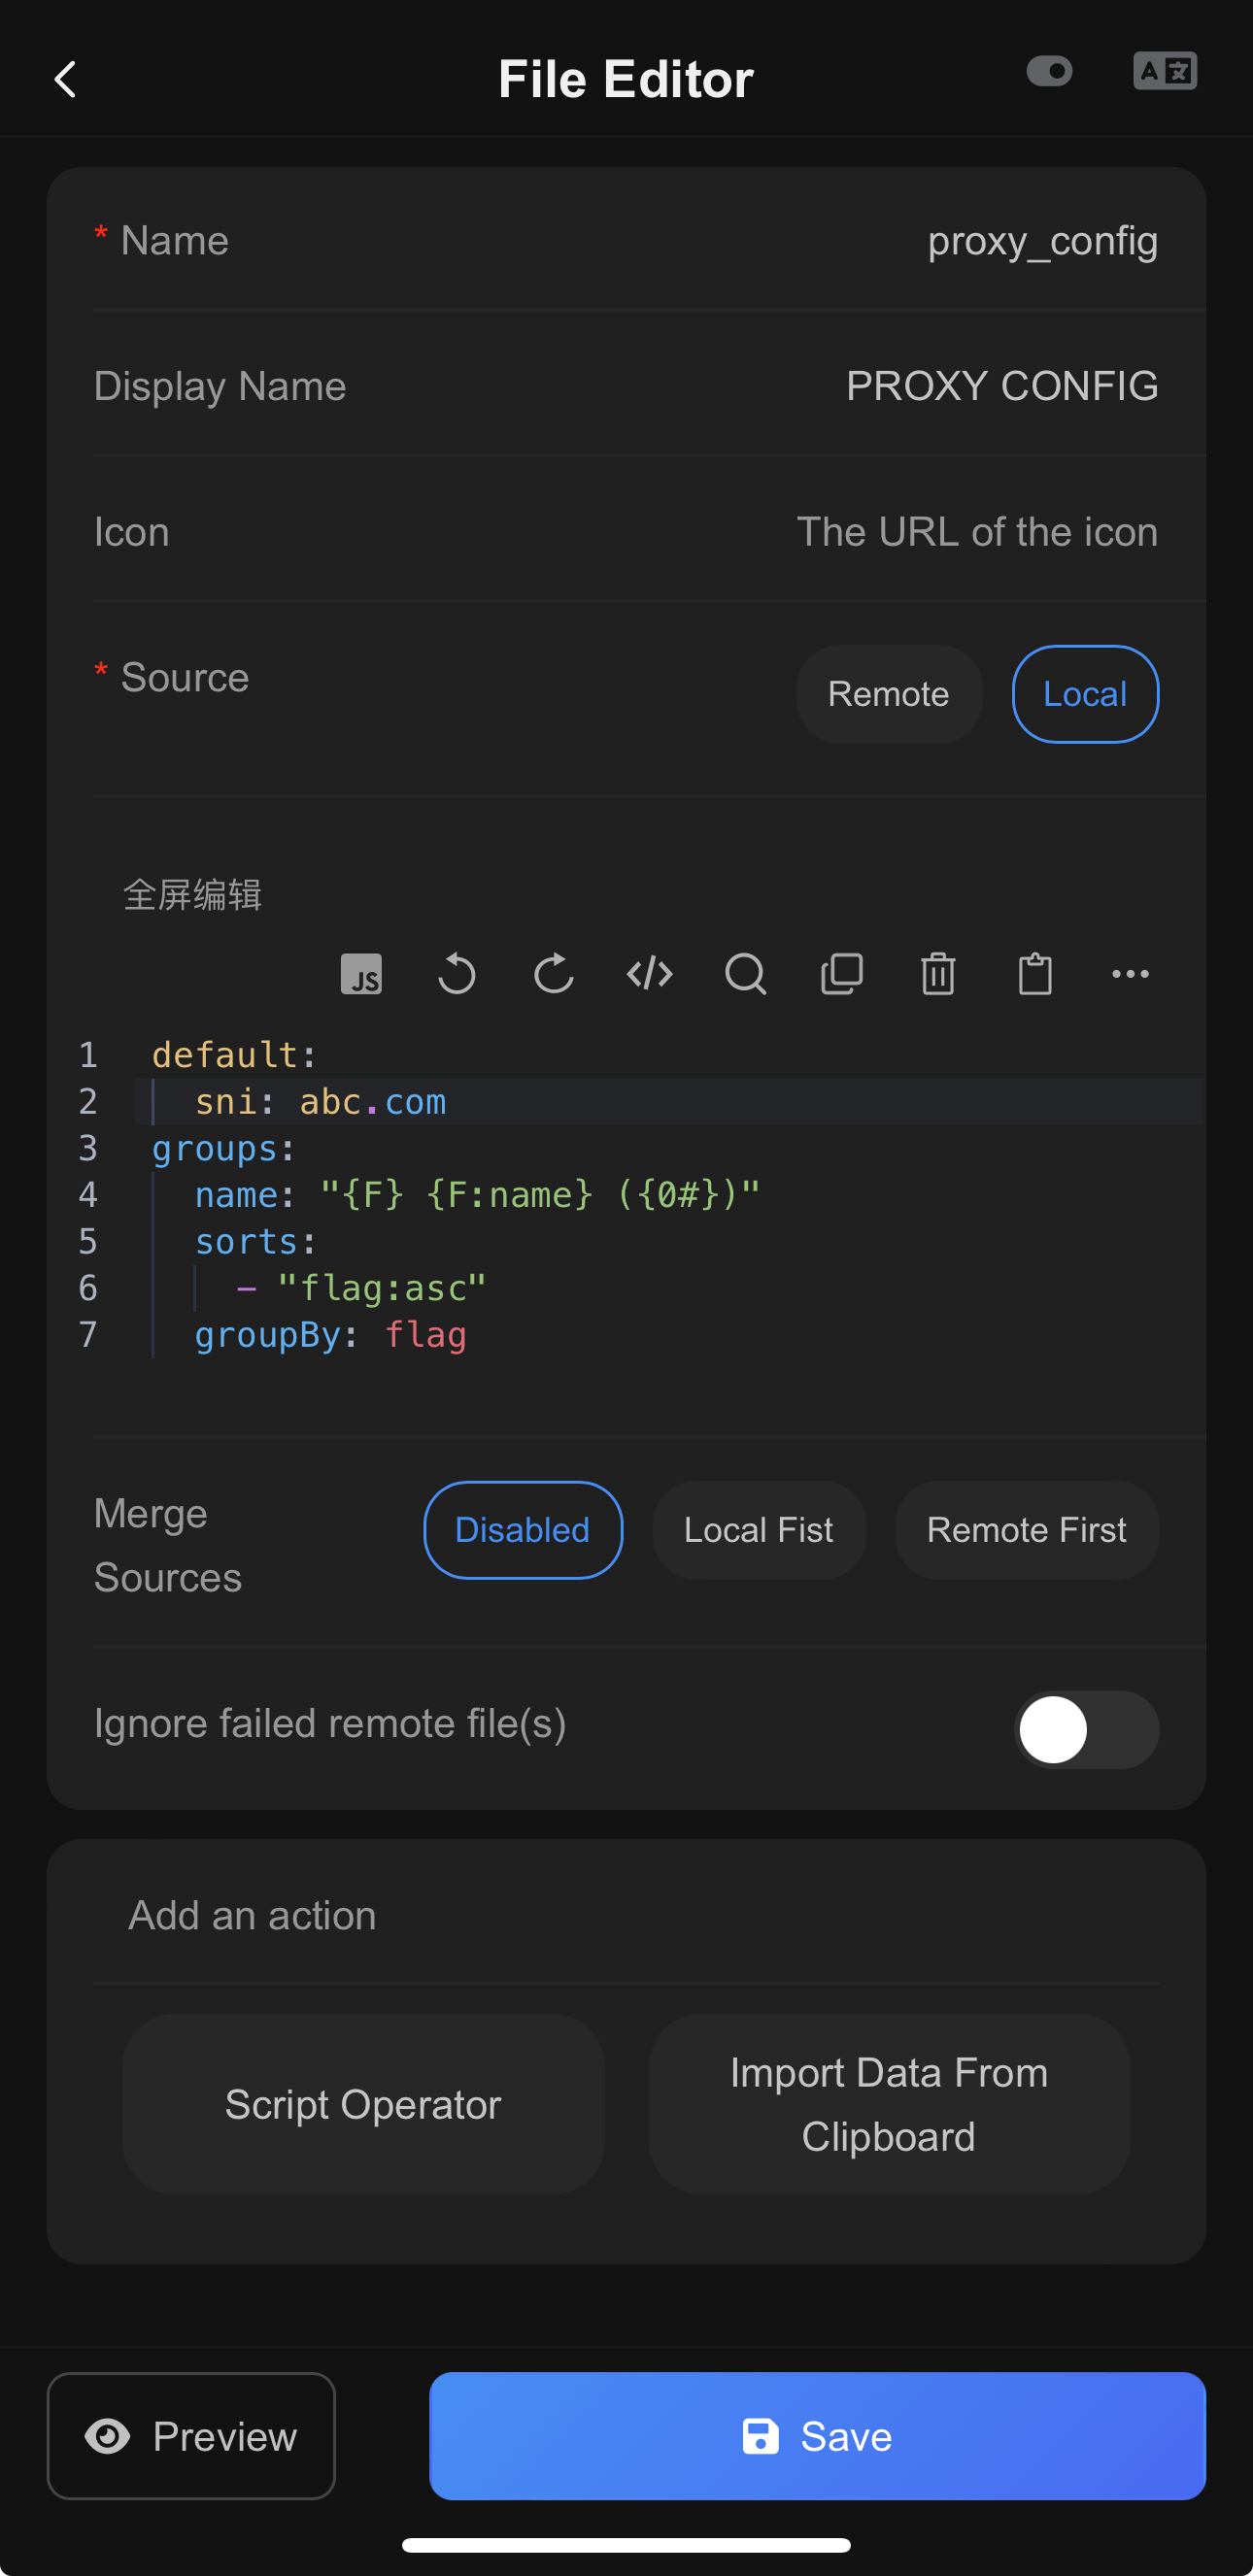 File Editor
A 文
* Name
proxy_config
Display Name
PROXY CONFIG
Icon
The URL of the icon
* Source
Remote
Local
全屏编辑
JS
1 default:
2   sni: abc.com
3 groups:
4   name: "{F} {F:name} ({0#})"
5   sorts:
6     - "flag:asc"
7   groupBy: flag
Merge
Sources
Disabled
Local Fist
Remote First
Ignore failed remote file(s)
Add an action
Script Operator
Import Data From
Clipboard
Preview
Save